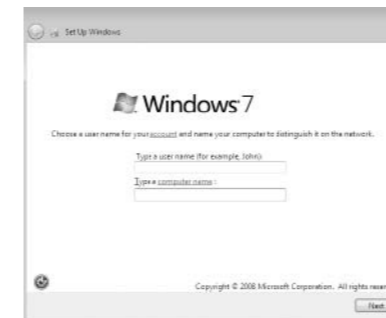 Set Up Windows
Windows 7
Choose a user name for your account and name your computer to distinguish it on the network.
Type a user name (for example, John):
Type a computer name :
Copyright © 2008 Microsoft Corporation. All rights reser
Next